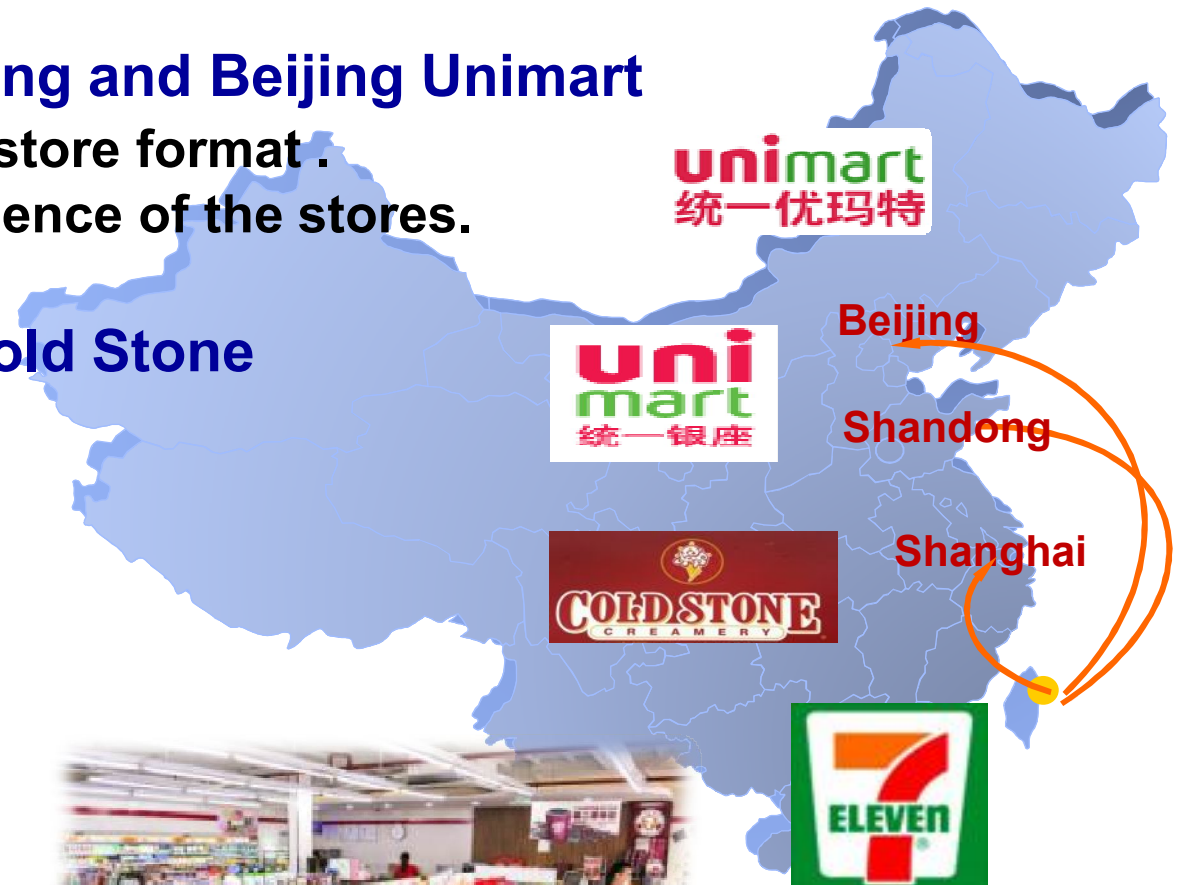 ng and Beijing Unimart
store format .
ence of the stores.
old Stone
unimart
统一优玛特
Beijing
uni
mart
统一银座
Shandong
Shanghai
COLD STONE
CREAMERY
7
ELEVEN